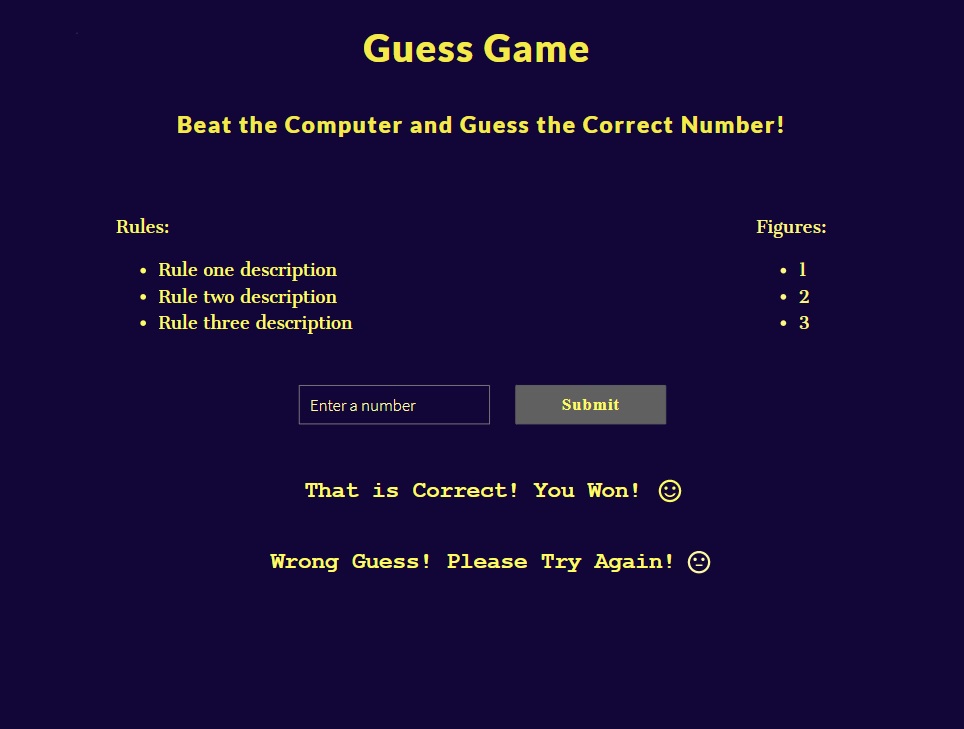 Guess Game
Beat the Computer and Guess the Correct Number!
Rules:
Rule one description
Rule two description
Rule three description
Figures:
1
2
3
Enter a number
Submit
That is Correct! You Won!
Wrong Guess! Please Try Again!